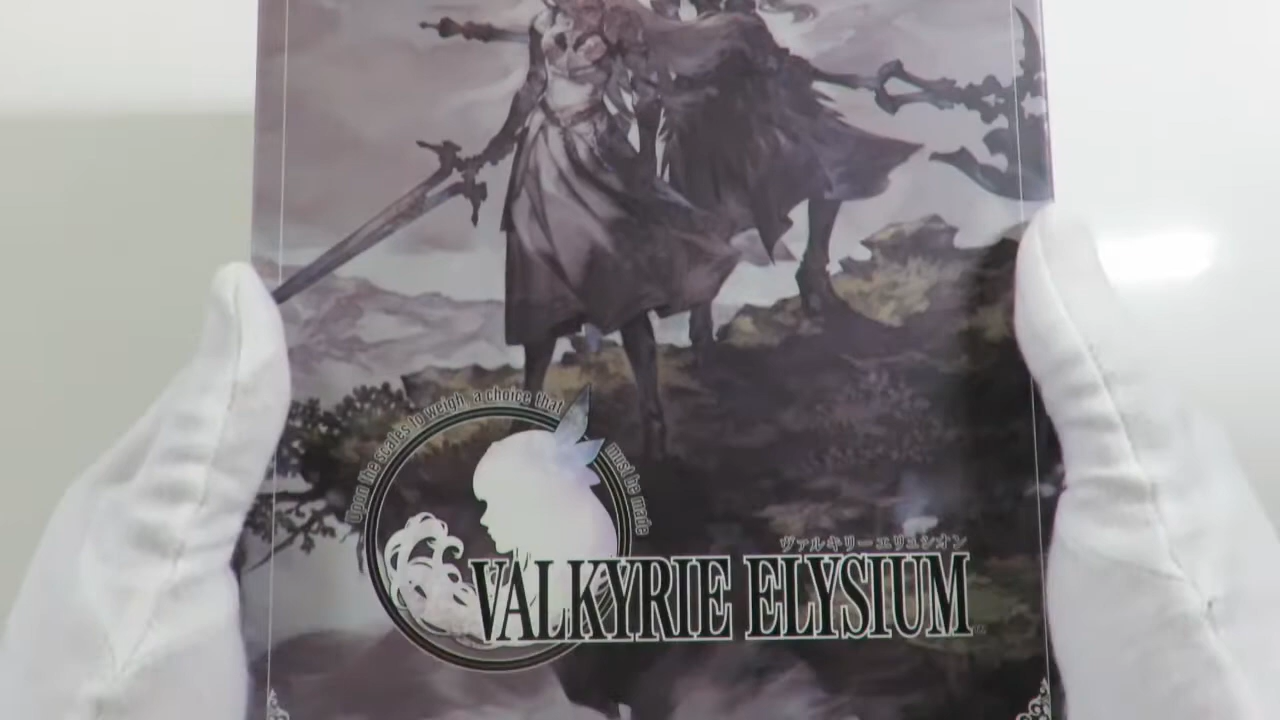 Upon the scales to weigh a choice that must be made
ヴァルキリーエリュシオン
VALKYRIE ELYSIUM